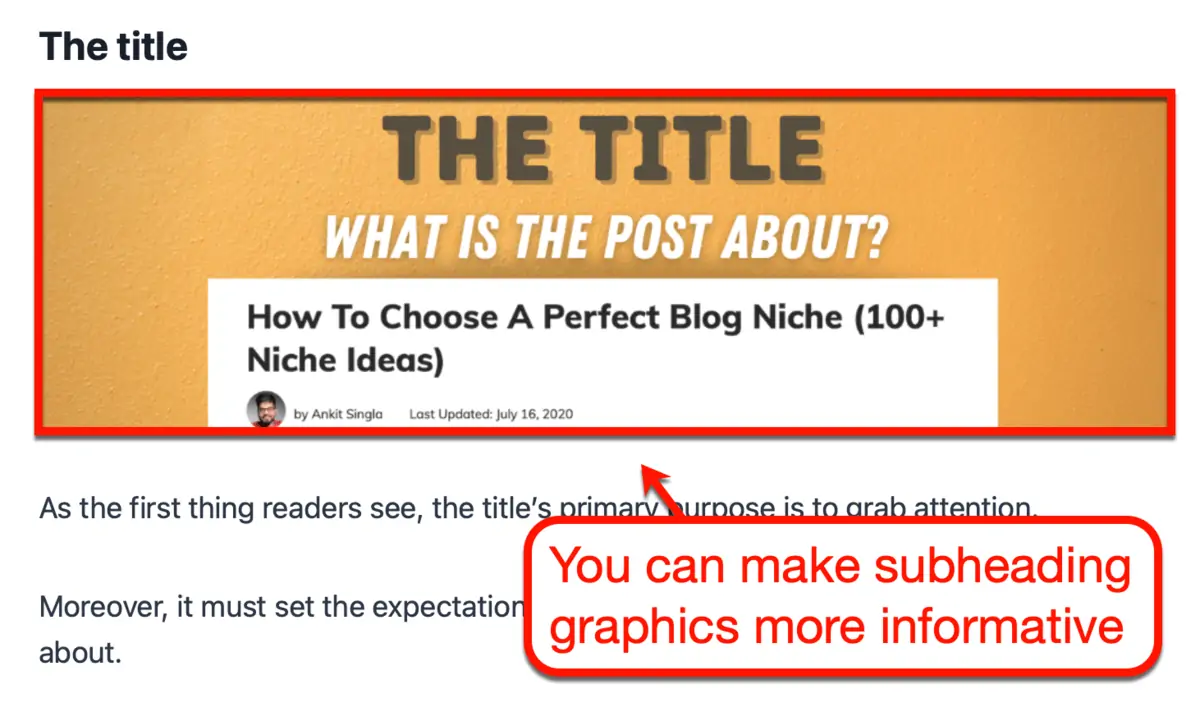 The title
THE TITLE
WHAT IS THE POST ABOUT?
How To Choose A Perfect Blog Niche (100+
Niche Ideas)
by Ankit Singla Last Updated: July 16, 2020
As the first thing readers see, the title’s primary purpose is to grab attention.
You can make subheading
graphics more informative
Moreover, it must set the expectation
about.